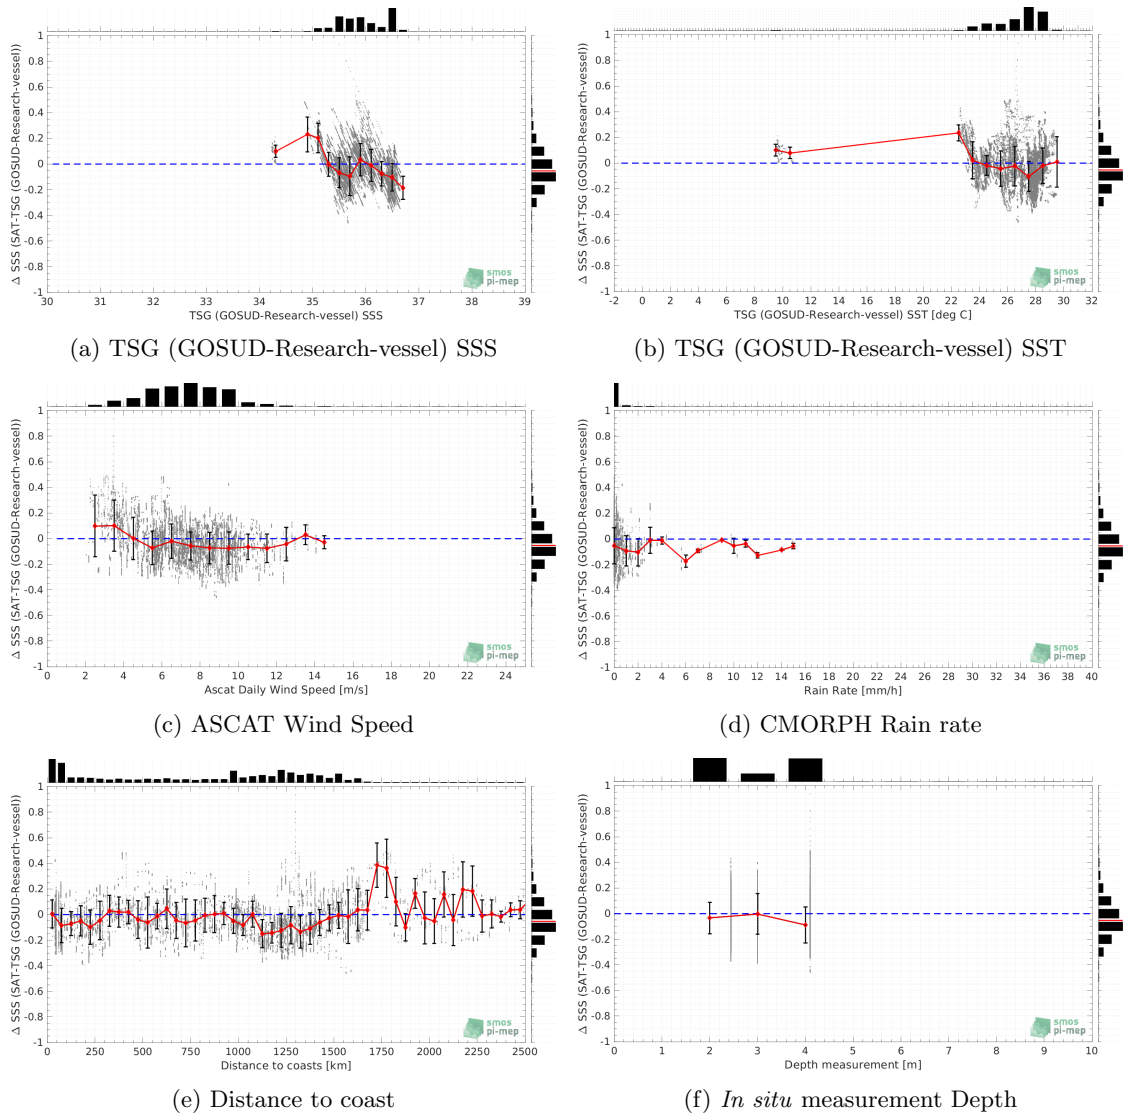 Δ SSS (SAT-TSG (GOSUD-Research-vessel))
1
0.8
0.6
0.4
0.2
0
-0.2
-0.4
-0.6
-0.8
-1
30 31 32 33 34 35 36 37 38 39
TSG (GOSUD-Research-vessel) SSS
smos
pi-mep
(a) TSG (GOSUD-Research-vessel) SSS
Δ SSS (SAT-TSG (GOSUD-Research-vessel))
1
0.8
0.6
0.4
0.2
0
-0.2
-0.4
-0.6
-0.8
-1
-2 0 2 4 6 8 10 12 14 16 18 20 22 24 26 28 30 32
TSG (GOSUD-Research-vessel) SST [deg C]
smos
pi-mep
(b) TSG (GOSUD-Research-vessel) SST
Δ SSS (SAT-TSG (GOSUD-Research-vessel))
1
0.8
0.6
0.4
0.2
0
-0.2
-0.4
-0.6
-0.8
-1
0 2 4 6 8 10 12 14 16 18 20 22 24
Ascat Daily Wind Speed [m/s]
smos
pi-mep
(c) ASCAT Wind Speed
Δ SSS (SAT-TSG (GOSUD-Research-vessel))
1
0.8
0.6
0.4
0.2
0
-0.2
-0.4
-0.6
-0.8
-1
0 2 4 6 8 10 12 14 16 18 20 22 24 26 28 30 32 34 36 38 40
Rain Rate [mm/h]
smos
pi-mep
(d) CMORPH Rain rate
Δ SSS (SAT-TSG (GOSUD-Research-vessel))
1
0.8
0.6
0.4
0.2
0
-0.2
-0.4
-0.6
-0.8
-1
0 250 500 750 1000 1250 1500 1750 2000 2250 2500
Distance to coasts [km]
smos
pi-mep
(e) Distance to coast
Δ SSS (SAT-TSG (GOSUD-Research-vessel))
1
0.8
0.6
0.4
0.2
0
-0.2
-0.4
-0.6
-0.8
-1
0 1 2 3 4 5 6 7 8 9 10
Depth measurement [m]
smos
pi-mep
(f) In situ measurement Depth